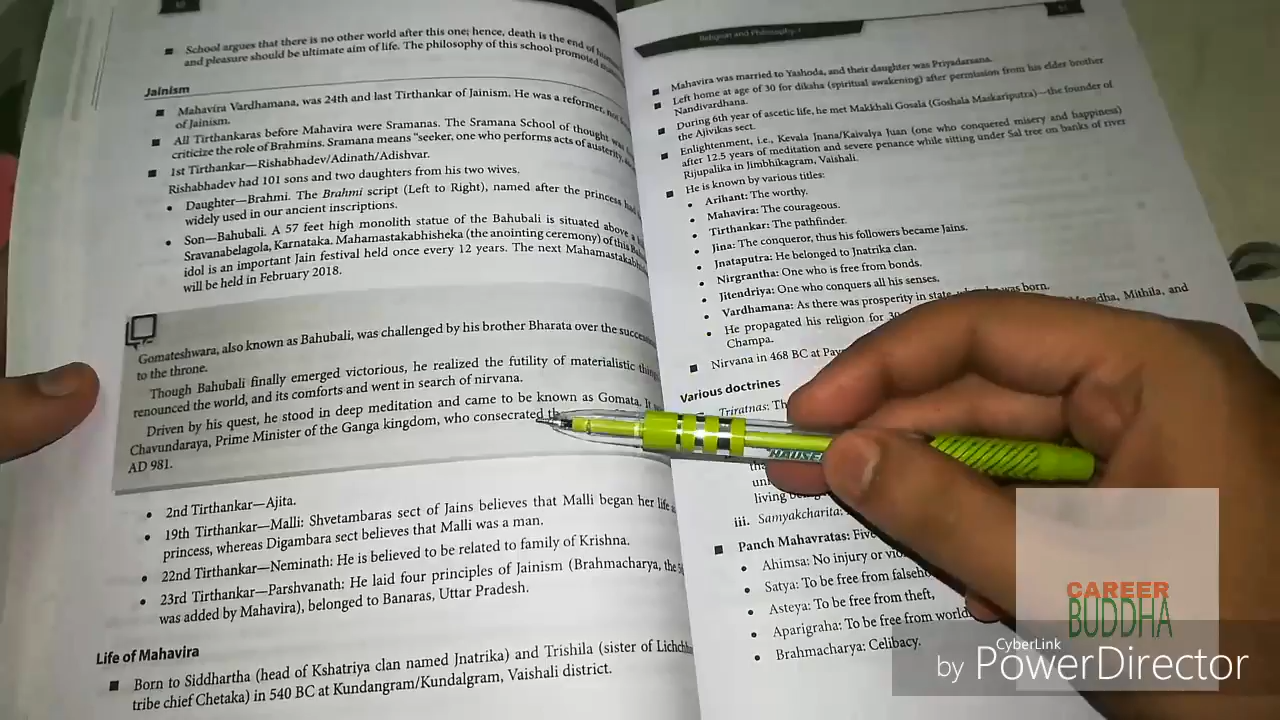 School argues that there is no other world after this one; hence, death is the end of
and pleasure should be ultimate aim of life. The philosophy of this school promoted
Jainism
Mahavira Vardhamana, was 24th and last Tirthankar of Jainism. He was a reformer, not
of Jainism.
All Tirthankaras before Mahavira were Sramanas. The Sramana School of thought was
criticize the role of Brahmins. Sramana means "seeker, one who performs acts of austerity,
1st Tirthankar—Rishabhadev/Adinath/Adishvar.
Rishabhadev had 101 sons and two daughters from his two wives.
Daughter—Brahmi. The Brahmi script (Left to Right), named after the princess
widely used in our ancient inscriptions.
Son—Bahubali. A 57 feet high monolith statue of the Bahubali is situated above a
Sravanabelagola, Karnataka. Mahamastakabhisheka (the anointing ceremony) of this
idol is an important Jain festival held once every 12 years. The next
will be held in February 2018.
Gomateshwara, also known as Bahubali, was challenged by his brother Bharata over the
to the throne.
Though Bahubali finally emerged victorious, he realized the futility of materialistic
renounced the world, and its comforts and went in search of nirvana.
Driven by his quest, he stood in deep meditation and came to be known as Gomata. It
Chavundaraya, Prime Minister of the Ganga kingdom, who consecrated
AD 981.
2nd Tirthankar—Ajita.
19th Tirthankar—Malli: Shvetambaras sect of Jains believes that Malli began her life
princess, whereas Digambara sect believes that Malli was a man.
22nd Tirthankar—Neminath: He is believed to be related to family of Krishna.
23rd Tirthankar—Parshvanath: He laid four principles of Jainism (Brahmacharya, the
was added by Mahavira), belonged to Banaras, Uttar Pradesh.
Life of Mahavira
Born to Siddhartha (head of Kshatriya clan named Jnatrika) and Trishila (sister of
tribe chief Chetaka) in 540 BC at Kundangram/Kundalgram, Vaishali district.
Religion and Philosophy-1
Mahavira was married to Yashoda, and their daughter was Priyadarsana.
Left home at age of 30 for diksha (spiritual awakening) after permission from his elder brother
Nandivardhana.
During 6th year of ascetic life, he met Makkhali Gosala (Goshala Maskariputra)—the founder of
the Ajivikas sect.
Enlightenment, i.e., Kevala Jnana/Kaivalya Juan (one who conquered misery and happiness)
after 12.5 years of meditation and severe penance while sitting under Sal tree on banks of river
Rijupalika in Jimbhikagram, Vaishali.
He is known by various titles:
Arihant: The worthy.
Mahavira: The courageous.
Tirthankar: The pathfinder.
Jina: The conqueror, thus his followers became Jains.
Jnataputra: He belonged to Jnatrika clan.
Nirgrantha: One who is free from bonds.
Jitendriya: One who conquers all his senses.
Vardhamana: As there was prosperity in state was born.
He propagated his religion for Mithila, and
Champa.
Nirvana in 468 BC at
Various doctrines
Triratnas:
living
iii. Samyakcharita:
Panch Mahavratas: Five
Ahimsa: No injury or
Satya: To be free from
Asteya: To be free from theft,
Aparigraha: To be free from
Brahmacharya: Celibacy.
HAUSER
CAREER
BUDDHA
CyberLink
by PowerDirector